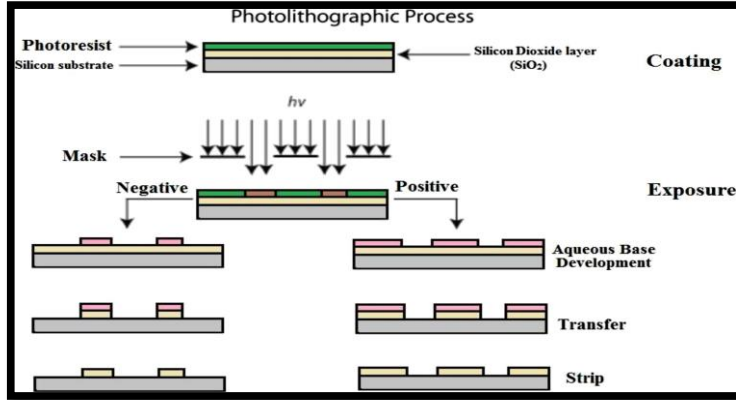 Photolithographic Process
Photoresist
Silicon substrate
Silicon Dioxide layer
(SiO₂)
Coating
hv
Mask
Negative
Positive
Exposure
Aqueous Base
Development
Transfer
Strip